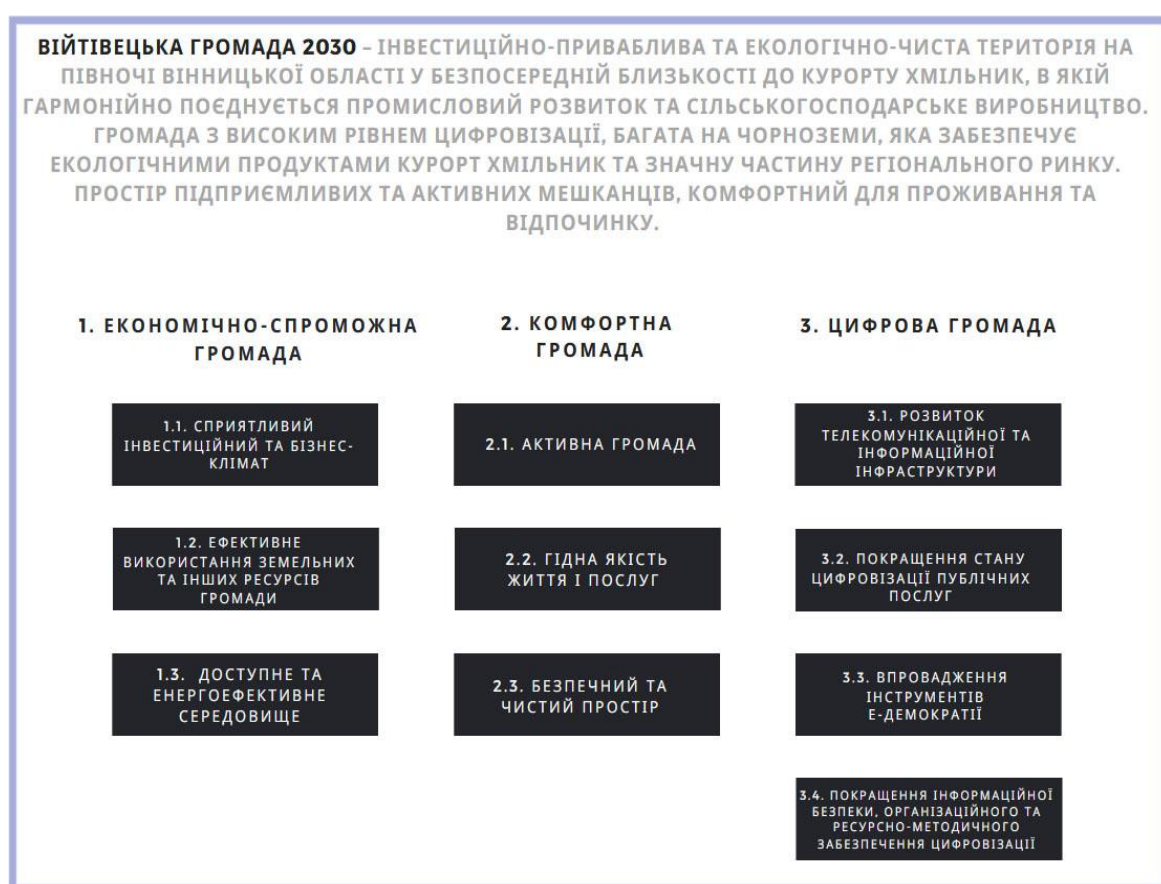 ВІЙТІВЕЦЬКА ГРОМАДА 2030 – ІНВЕСТИЦІЙНО-ПРИВАБЛИВА ТА ЕКОЛОГІЧНО-ЧИСТА ТЕРИТОРІЯ НА
ПІВНОЧІ ВІННИЦЬКОЇ ОБЛАСТІ У БЕЗПОСЕРЕДНІЙ БЛИЗЬКОСТІ ДО КУРОРТУ ХМІЛЬНИК, В ЯКІЙ
ГАРМОНІЙНО ПОЄДНУЄТЬСЯ ПРОМИСЛОВИЙ РОЗВИТОК ТА СІЛЬСЬКОГОСПОДАРСЬКЕ ВИРОБНИЦТВО.
ГРОМАДА З ВИСОКИМ РІВНЕМ ЦИФРОВІЗАЦІЇ, БАГАТА НА ЧОРНОЗЕМИ, ЯКА ЗАБЕЗПЕЧУЄ
ЕКОЛОГІЧНИМИ ПРОДУКТАМИ КУРОРТ ХМІЛЬНИК ТА ЗНАЧНУ ЧАСТИНУ РЕГІОНАЛЬНОГО РИНКУ.
ПРОСТІР ПІДПРИЄМЛИВИХ ТА АКТИВНИХ МЕШКАНЦІВ, КОМФОРТНИЙ ДЛЯ ПРОЖИВАННЯ ТА
ВІДПОЧИНКУ.
1. ЕКОНОМІЧНО-СПРОМОЖНА
ГРОМАДА
1.1. СПРИЯТЛИВИЙ
ІНВЕСТИЦІЙНИЙ ТА БІЗНЕС-
КЛІМАТ
1.2. ЕФЕКТИВНЕ
ВИКОРИСТАННЯ ЗЕМЕЛЬНИХ
ТА ІНШИХ РЕСУРСІВ
ГРОМАДИ
1.3. ДОСТУПНЕ ТА
ЕНЕРГОЕФЕКТИВНЕ
СЕРЕДОВИЩЕ
2. КОМФОРТНА
ГРОМАДА
2.1. АКТИВНА ГРОМАДА
2.2. ГІДНА ЯКІСТЬ
ЖИТТЯ І ПОСЛУГ
2.3. БЕЗПЕЧНИЙ ТА
ЧИСТИЙ ПРОСТІР
3. ЦИФРОВА ГРОМАДА
3.1. РОЗВИТОК
ТЕЛЕКОМУНІКАЦІЙНОЇ ТА
ІНФОРМАЦІЙНОЇ
ІНФРАСТРУКТУРИ
3.2. ПОКРАЩЕННЯ СТАНУ
ЦИФРОВІЗАЦІЇ ПУБЛІЧНИХ
ПОСЛУГ
3.3. ВПРОВАДЖЕННЯ
ІНСТРУМЕНТІВ
Е-ДЕМОКРАТІЇ
3.4. ПОКРАЩЕННЯ ІНФОРМАЦІЙНОЇ
БЕЗПЕКИ, ОРГАНІЗАЦІЙНОГО ТА
РЕСУРСНО-МЕТОДИЧНОГО
ЗАБЕЗПЕЧЕННЯ ЦИФРОВІЗАЦІЇ